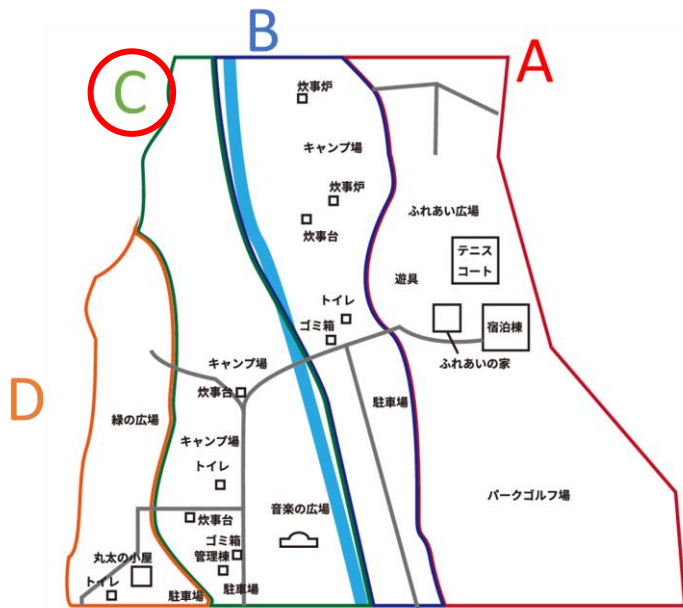 B
A
C
炊事炉
キャンプ場
炊事炉
ふれあい広場
炊事台
テニス
コート
遊具
トイレ
ゴミ箱
宿泊棟
ふれあいの家
キャンプ場
炊事台
駐車場
D
緑の広場
キャンプ場
トイレ
パークゴルフ場
音楽の広場
炊事台
ゴミ箱
丸太の小屋
管理棟
トイレ
駐車場
駐車場